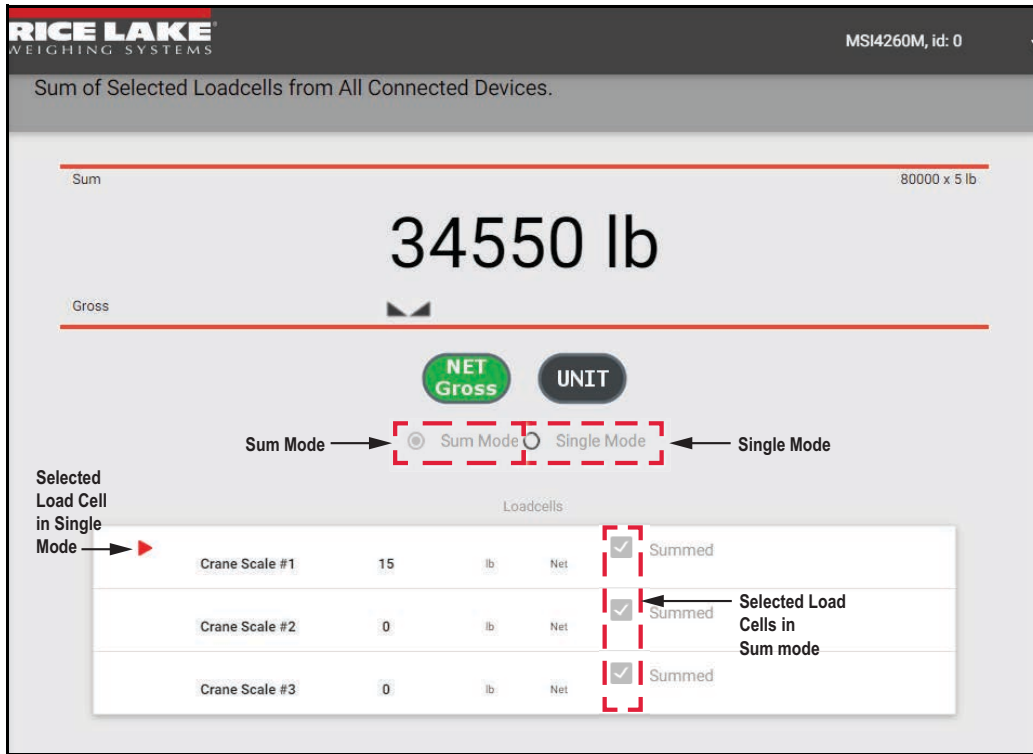 RICE LAKE
WEIGHING SYSTEMS
MSI4260M, id: 0
Sum of Selected Loadcells from All Connected Devices.
Sum
80000 x 5 lb
34550 lb
Gross
NET
Gross
UNIT
Sum Mode
Sum Mode
Single Mode
Single Mode
Selected
Load Cell
in Single
Mode
Loadcells
Crane Scale #1 15 lb Net Summed
Crane Scale #2 0 lb Net Summed
Selected Load
Cells in
Sum mode
Crane Scale #3 0 lb Net Summed